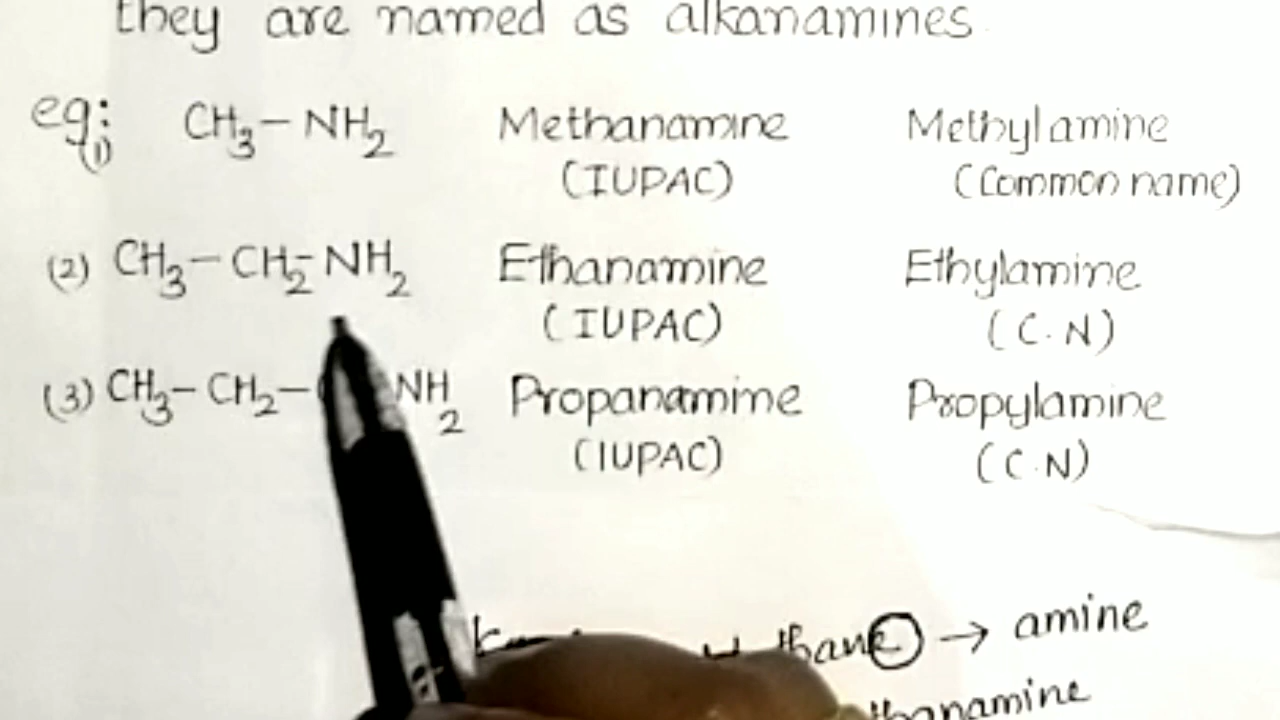 they are named as alkanamines
eg: (1) CH₃ – NH₂ Methanamine Methylamine
(IUPAC) (Common name)
(2) CH₃ – CH₂ – NH₂ Ethanamine Ethylamine
(IUPAC) (C.N)
(3) CH₃ – CH₂ – NH₂ Propanamine Propylamine
(IUPAC) (C.N)
→ amine